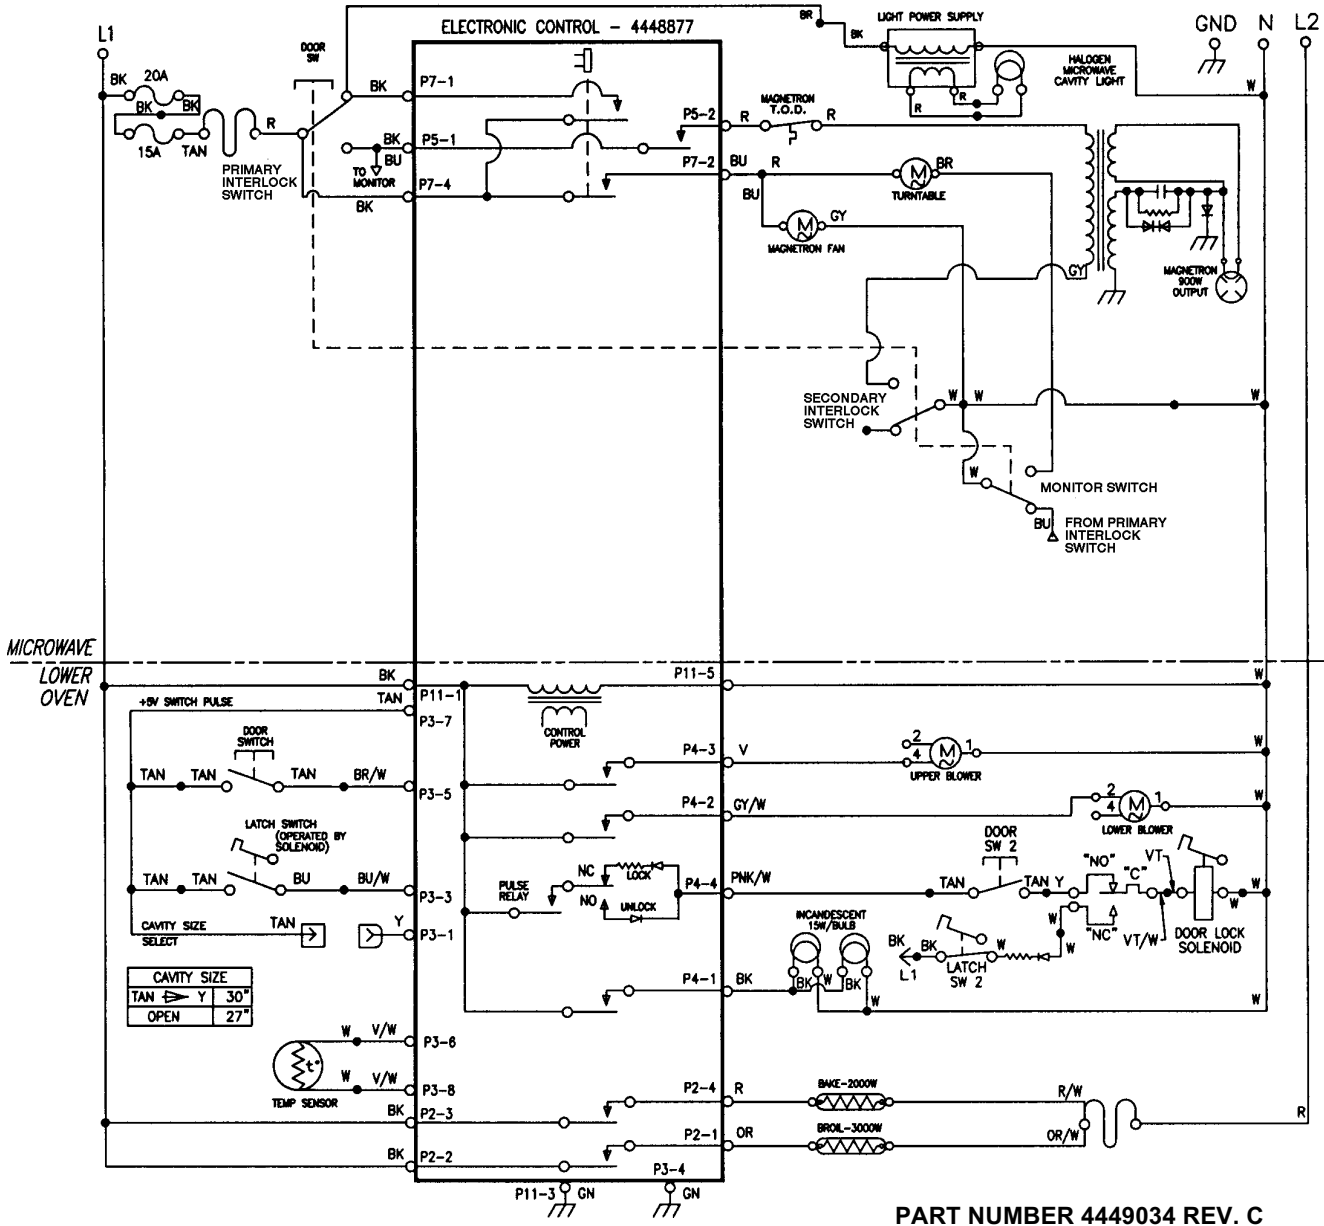 ELECTRONIC CONTROL - 4448877
BR
BK
LIGHT POWER SUPPLY
GND N L2
L1
DOOR
SW
HALOGEN
MICROWAVE
CAVITY LIGHT
BK 20A
BK BK
15A TAN
R
PRIMARY
INTERLOCK
SWITCH
BK P7-1
BK P5-1
BU
TO
MONITOR
P7-4
BK
P5-2 R
MAGNETRON
T.O.D.
R
R R
W
P7-2 BU R
BU
M
BR
TURNTABLE
M GY
MAGNETRON FAN
GY
MAGNETRON
900W
OUTPUT
SECONDARY
INTERLOCK
SWITCH
W W
W
W
MONITOR SWITCH
BU FROM PRIMARY
INTERLOCK
SWITCH
MICROWAVE
LOWER
OVEN
BK P11-1
P11-5
W
+5V SWITCH PULSE TAN P3-7
CONTROL
POWER
DOOR
SWITCH
TAN TAN TAN BR/W P3-5
P4-3 V
2
4
M 1
UPPER BLOWER
W
P4-2 GY/W
2
4
M 1
LOWER BLOWER
W
LATCH SWITCH
(OPERATED BY
SOLENOID)
TAN TAN BU BU/W P3-3
PULSE
RELAY
NC
NO
LOCK
UNLOCK
P4-4 PNK/W
DOOR
SW 2
TAN TAN Y
"NO"
"C"
"NC"
VT
VT/W
W
W
DOOR LOCK
SOLENOID
CAVITY SIZE
SELECT
TAN
Y P3-1
INCANDESCENT
15W/BULB
BK BK
L1
LATCH
SW 2
W
W
W
CAVITY SIZE
TAN Y 30"
OPEN 27"
P4-1 BK
BK W BK
W
W
W V/W P3-6
t°
W V/W P3-8
TEMP SENSOR
BK P2-3
P2-4 R
BAKE-2000W
R/W
R
BK P2-2
P2-1 OR
BROIL-3000W
OR/W
P11-3 GN
P3-4
GN
PART NUMBER 4449034 REV. C